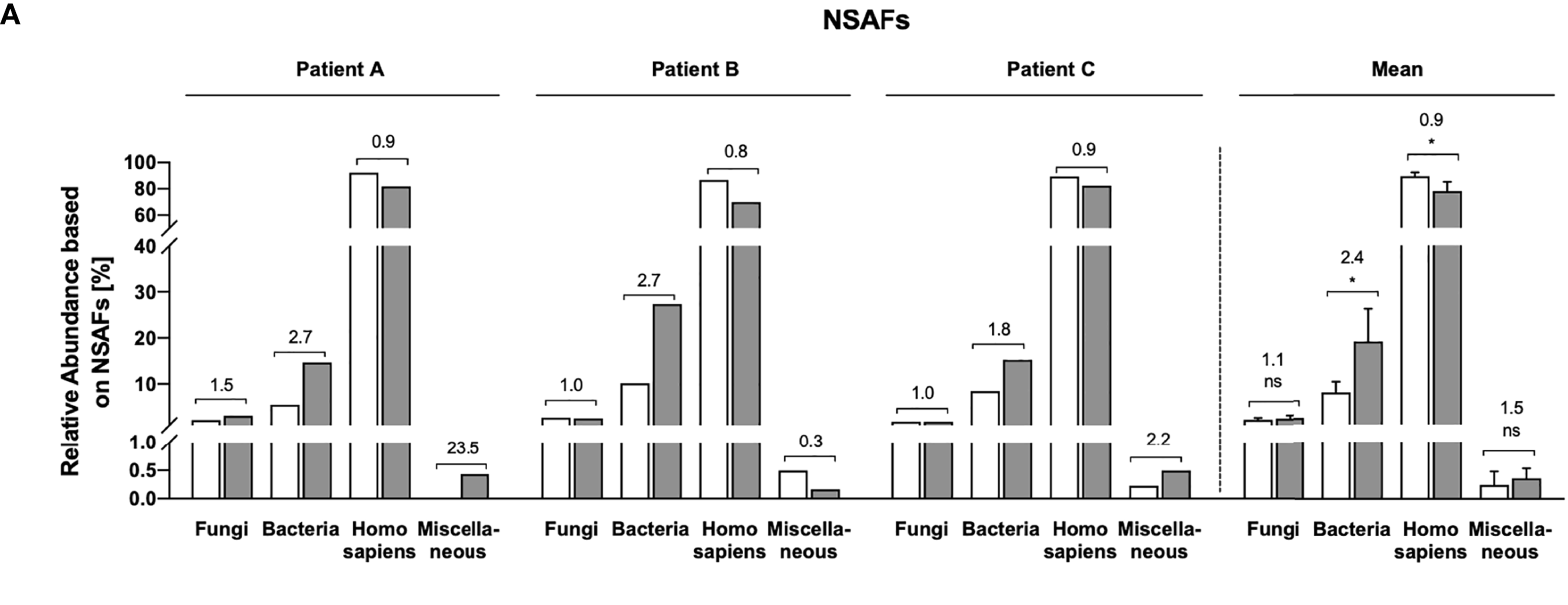 A
NSAFs
Patient A
Patient B
Patient C
Mean
Relative Abundance based
on NSAFs [%]
100
80
60
40
30
20
10
1.0
0.5
0.0
1.5
2.7
0.9
23.5
1.0
2.7
0.8
0.3
1.0
1.8
0.9
2.2
1.1
ns
2.4
*
0.9
*
1.5
ns
Fungi Bacteria Homo Miscella-
sapiens neous
Fungi Bacteria Homo Miscella-
sapiens neous
Fungi Bacteria Homo Miscella-
sapiens neous
Fungi Bacteria Homo Miscella-
sapiens neous